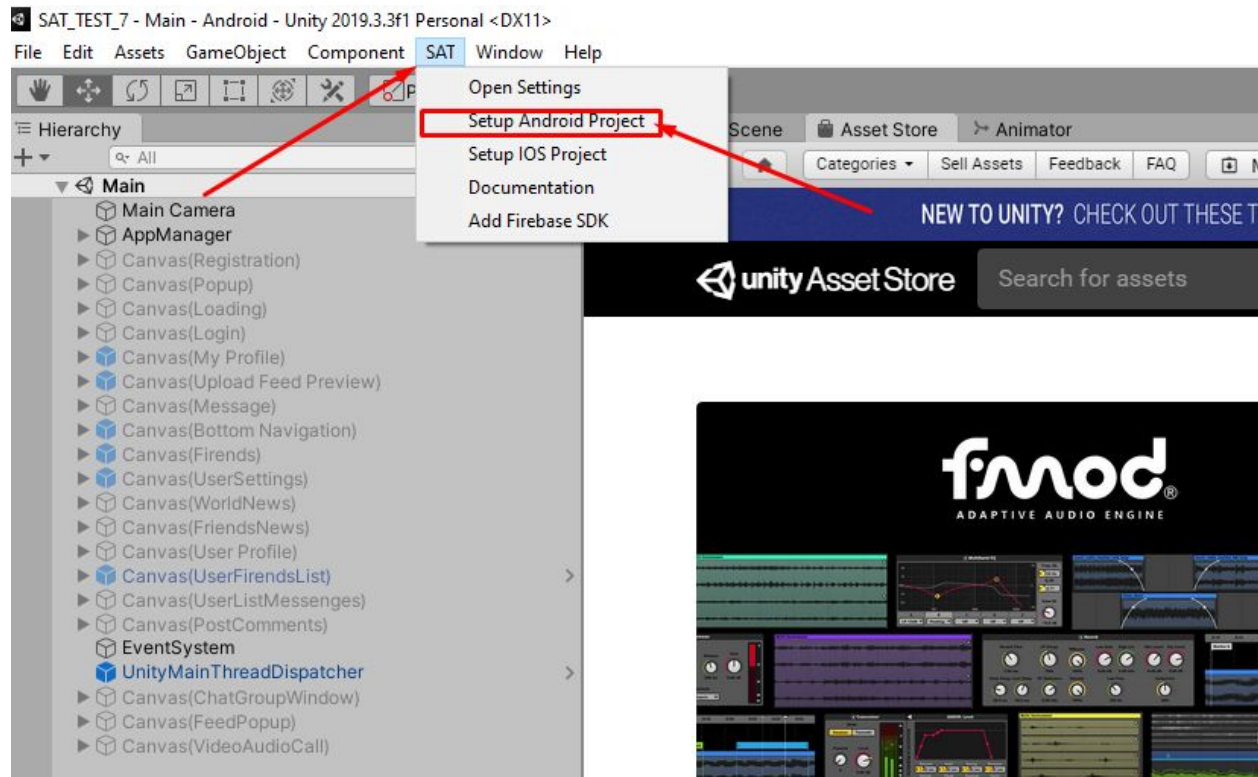 SAT_TEST_7 - Main - Android - Unity 2019.3.3f1 Personal <DX11>
File Edit Assets GameObject Component SAT Window Help
Open Settings
Setup Android Project
Setup IOS Project
Documentation
Add Firebase SDK
Hierarchy
Scene Asset Store Animator
All
Categories Sell Assets Feedback FAQ
Main
Main Camera
AppManager
Canvas(Registration)
Canvas(Popup)
Canvas(Loading)
Canvas(Login)
Canvas(My Profile)
Canvas(Upload Feed Preview)
Canvas(Message)
Canvas(Bottom Navigation)
Canvas(Firends)
Canvas(UserSettings)
Canvas(WorldNews)
Canvas(FriendsNews)
Canvas(User Profile)
Canvas(UserFirendsList)
Canvas(UserListMessenges)
Canvas(PostComments)
EventSystem
UnityMainThreadDispatcher
Canvas(ChatGroupWindow)
Canvas(FeedPopup)
Canvas(VideoAudioCall)
NEW TO UNITY? CHECK OUT THESE T
unity Asset Store
Search for assets
fmod®
ADAPTIVE AUDIO ENGINE